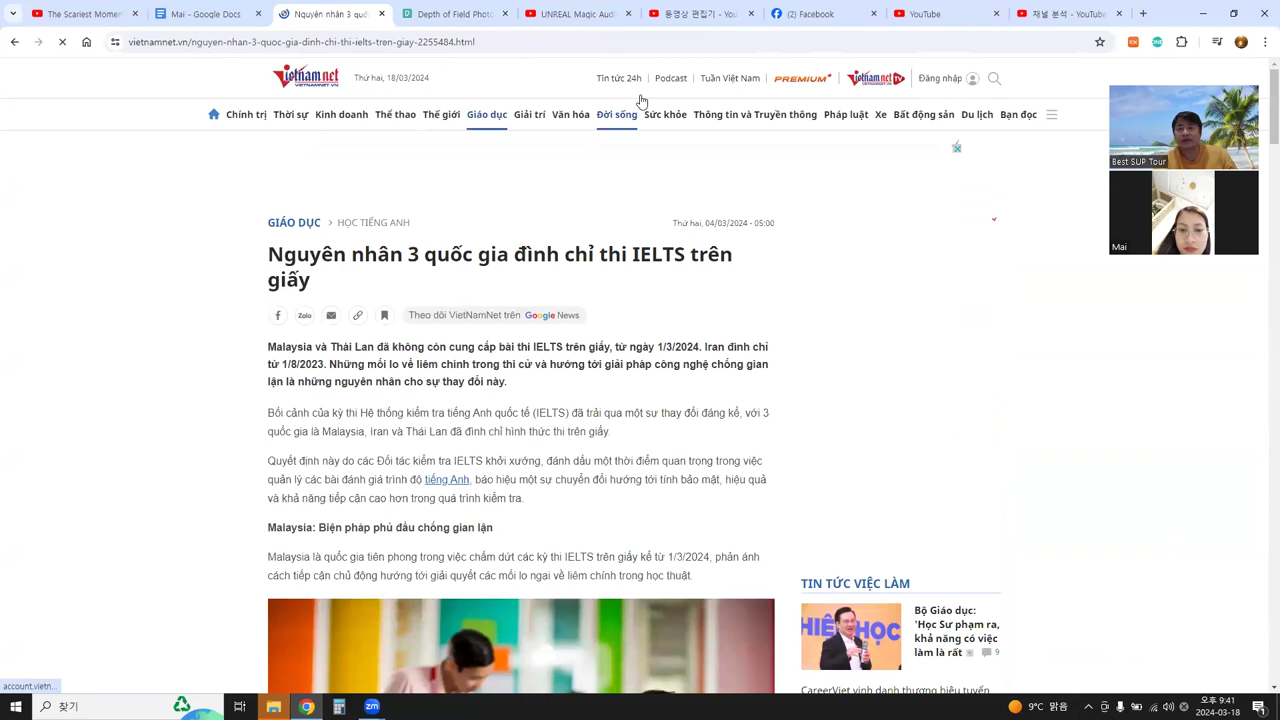 The Scariest Momen
Mai - Google Docs
Nguyên nhân 3 quốc
Depth of Field Photo
UNREAL Magic Audi
동영상 편집기 - You
(2) Facebook
YouTube
채널 분석 - YouTube
vietnamnet.vn/nguyen-nhan-3-quoc-gia-dinh-chi-thi-ielts-tren-giay-2255484.html
Vietnamnet
VIETNAMNET.VN
Thứ hai, 18/03/2024
Tin tức 24h
Podcast
Tuần Việt Nam
PREMIUM
Vietnamnet TV
Đăng nhập
Chính trị Thời sự Kinh doanh Thể thao Thế giới Giáo dục Giải trí Văn hóa Đời sống Sức khỏe Thông tin và Truyền thông Pháp luật Xe Bất động sản Du lịch Bạn đọc
Best SUP Tour
Mai
GIÁO DỤC > HỌC TIẾNG ANH
Thứ hai, 04/03/2024 - 05:00
Nguyên nhân 3 quốc gia đình chỉ thi IELTS trên
giấy
Zalo
Theo dõi VietNamNet trên Google News
Malaysia và Thái Lan đã không còn cung cấp bài thi IELTS trên giấy, từ ngày 1/3/2024. Iran đình chỉ
từ 1/8/2023. Những mối lo về liêm chính trong thi cử và hướng tới giải pháp công nghệ chống gian
lận là những nguyên nhân cho sự thay đổi này.
Bối cảnh của kỳ thi Hệ thống kiểm tra tiếng Anh quốc tế (IELTS) đã trải qua một sự thay đổi đáng kể, với 3
quốc gia là Malaysia, Iran và Thái Lan đã đình chỉ hình thức thi trên giấy.
Quyết định này do các Đối tác kiểm tra IELTS khởi xướng, đánh dấu một thời điểm quan trọng trong việc
quản lý các bài đánh giá trình độ tiếng Anh, báo hiệu một sự chuyển đổi hướng tới tính bảo mật, hiệu quả
và khả năng tiếp cận cao hơn trong quá trình kiểm tra.
Malaysia: Biện pháp phủ đầu chống gian lận
Malaysia là quốc gia tiên phong trong việc chấm dứt các kỳ thi IELTS trên giấy kể từ 1/3/2024, phản ánh
cách tiếp cận chủ động hướng tới giải quyết các mối lo ngại về liêm chính trong học thuật.
TIN TỨC VIỆC LÀM
HIÊ HỌC
Bộ Giáo dục:
'Học Sư phạm ra,
khả năng có việc
làm là rất
9
CareerViet vinh danh thương hiệu tuyển
account.vietn...
찾기
9°C 맑음
오후 9:41
2024-03-18